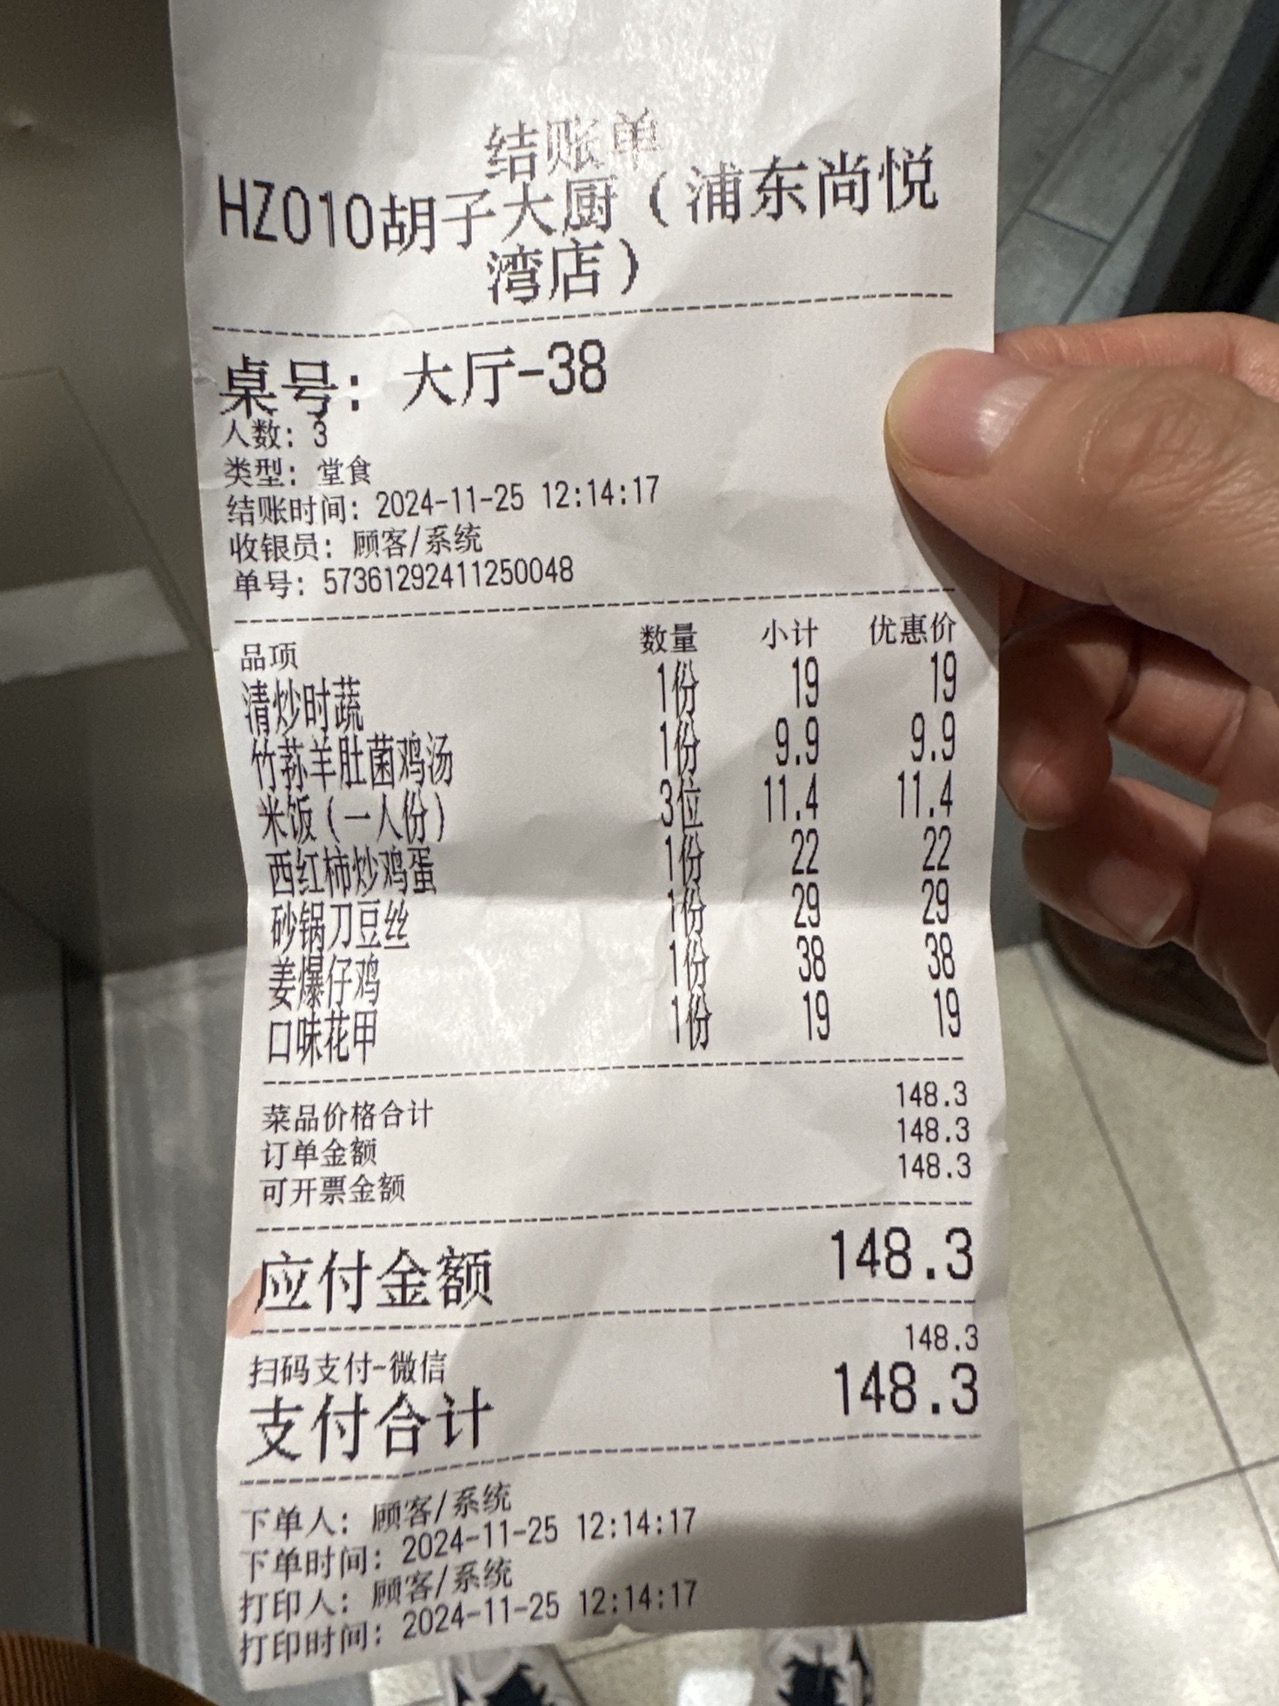 结账单
HZ010胡子大厨（浦东尚悦
湾店）
桌号：大厅-38
人数：3
类型：堂食
结账时间：2024-11-25 12:14:17
收银员：顾客/系统
单号：57361292411250048
品项 数量 小计 优惠价
清炒时蔬 1份 19 19
竹荪羊肚菌鸡汤 1份 9.9 9.9
米饭（一人份） 3位 11.4 11.4
西红柿炒鸡蛋 1份 22 22
砂锅刀豆丝 1份 29 29
姜爆仔鸡 1份 38 38
口味花甲 1份 19 19
菜品价格合计 148.3
订单金额 148.3
可开票金额 148.3
应付金额 148.3
扫码支付-微信 148.3
支付合计 148.3
下单人：顾客/系统
下单时间：2024-11-25 12:14:17
打印人：顾客/系统
打印时间：2024-11-25 12:14:17